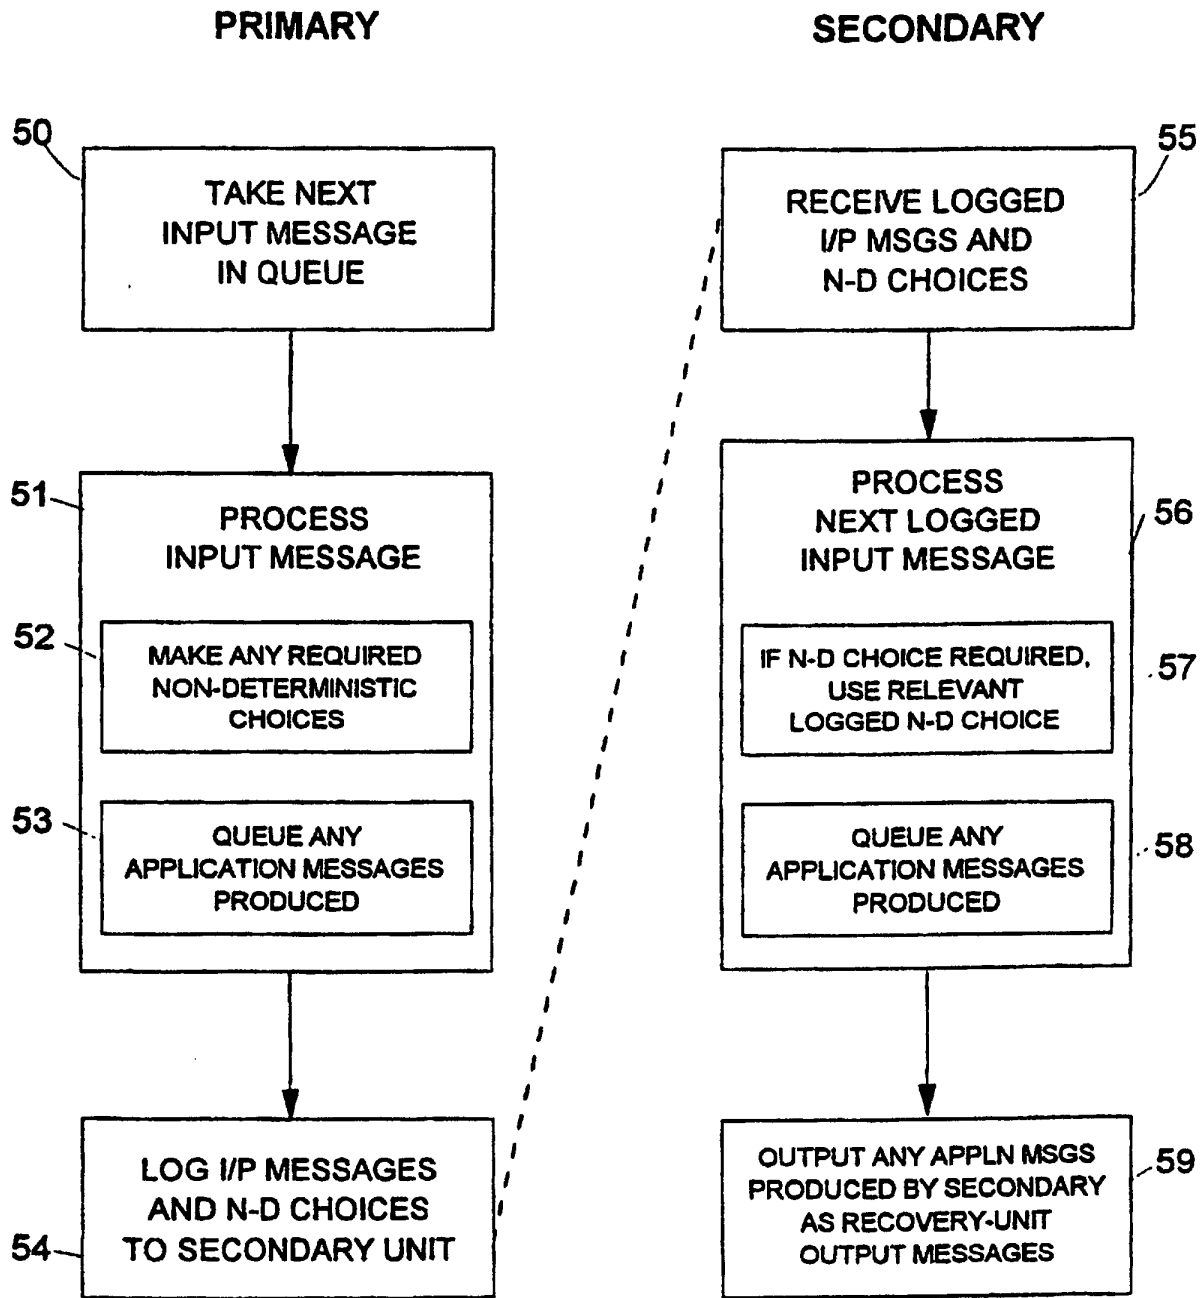 PRIMARY
50
TAKE NEXT
INPUT MESSAGE
IN QUEUE
51
PROCESS
INPUT MESSAGE
52
MAKE ANY REQUIRED
NON-DETERMINISTIC
CHOICES
53
QUEUE ANY
APPLICATION MESSAGES
PRODUCED
LOG I/P MESSAGES
AND N-D CHOICES
TO SECONDARY UNIT
54
SECONDARY
55
RECEIVE LOGGED
I/P MSGS AND
N-D CHOICES
PROCESS
NEXT LOGGED
INPUT MESSAGE
56
IF N-D CHOICE REQUIRED,
USE RELEVANT
LOGGED N-D CHOICE
57
QUEUE ANY
APPLICATION MESSAGES
PRODUCED
58
OUTPUT ANY APPLN MSGS
PRODUCED BY SECONDARY
AS RECOVERY-UNIT
OUTPUT MESSAGES
59